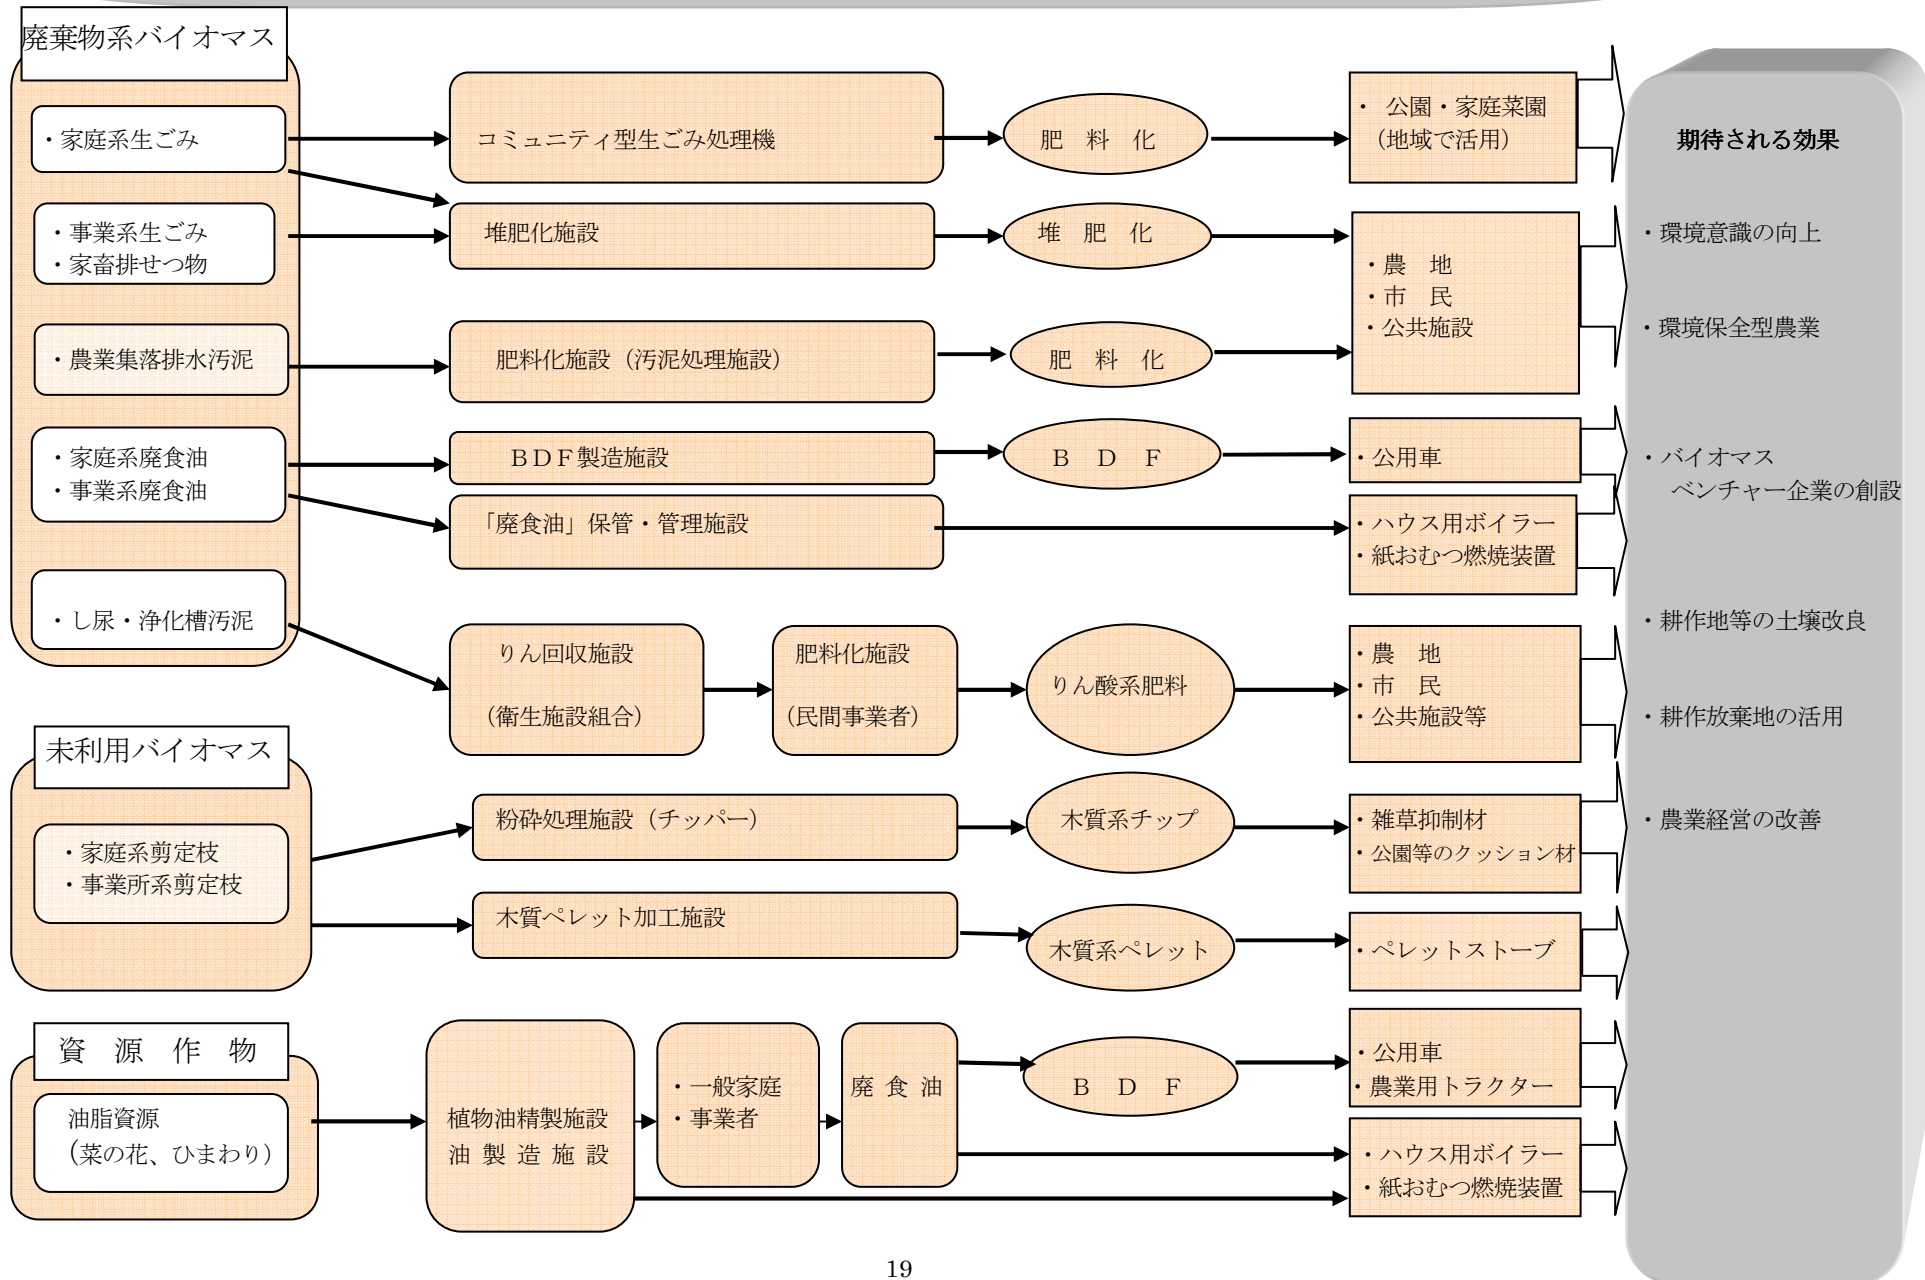 廃棄物系バイオマス
・家庭系生ごみ
コミュニティ型生ごみ処理機
肥　料　化
・　公園・家庭菜園
（地域で活用）
・事業系生ごみ
・家畜排せつ物
堆肥化施設
堆　肥　化
・農　地
・市　民
・公共施設
・農業集落排水汚泥
肥料化施設（汚泥処理施設）
肥　料　化
・家庭系廃食油
・事業系廃食油
ＢＤＦ製造施設
Ｂ　Ｄ　Ｆ
・公用車
「廃食油」保管・管理施設
・ハウス用ボイラー
・紙おむつ燃焼装置
・し尿・浄化槽汚泥
りん回収施設
（衛生施設組合）
肥料化施設
（民間事業者）
りん酸系肥料
・農　地
・市　民
・公共施設等
未利用バイオマス
・家庭系剪定枝
・事業所系剪定枝
粉砕処理施設（チッパー）
木質系チップ
・雑草抑制材
・公園等のクッション材
木質ペレット加工施設
木質系ペレット
・ペレットストーブ
資　源　作　物
油脂資源
（菜の花、ひまわり）
植物油精製施設
油 製 造 施 設
・一般家庭
・事業者
廃 食 油
Ｂ　Ｄ　Ｆ
・公用車
・農業用トラクター
・ハウス用ボイラー
・紙おむつ燃焼装置
期待される効果
・環境意識の向上
・環境保全型農業
・バイオマス
ベンチャー企業の創設
・耕作地等の土壌改良
・耕作放棄地の活用
・農業経営の改善
19